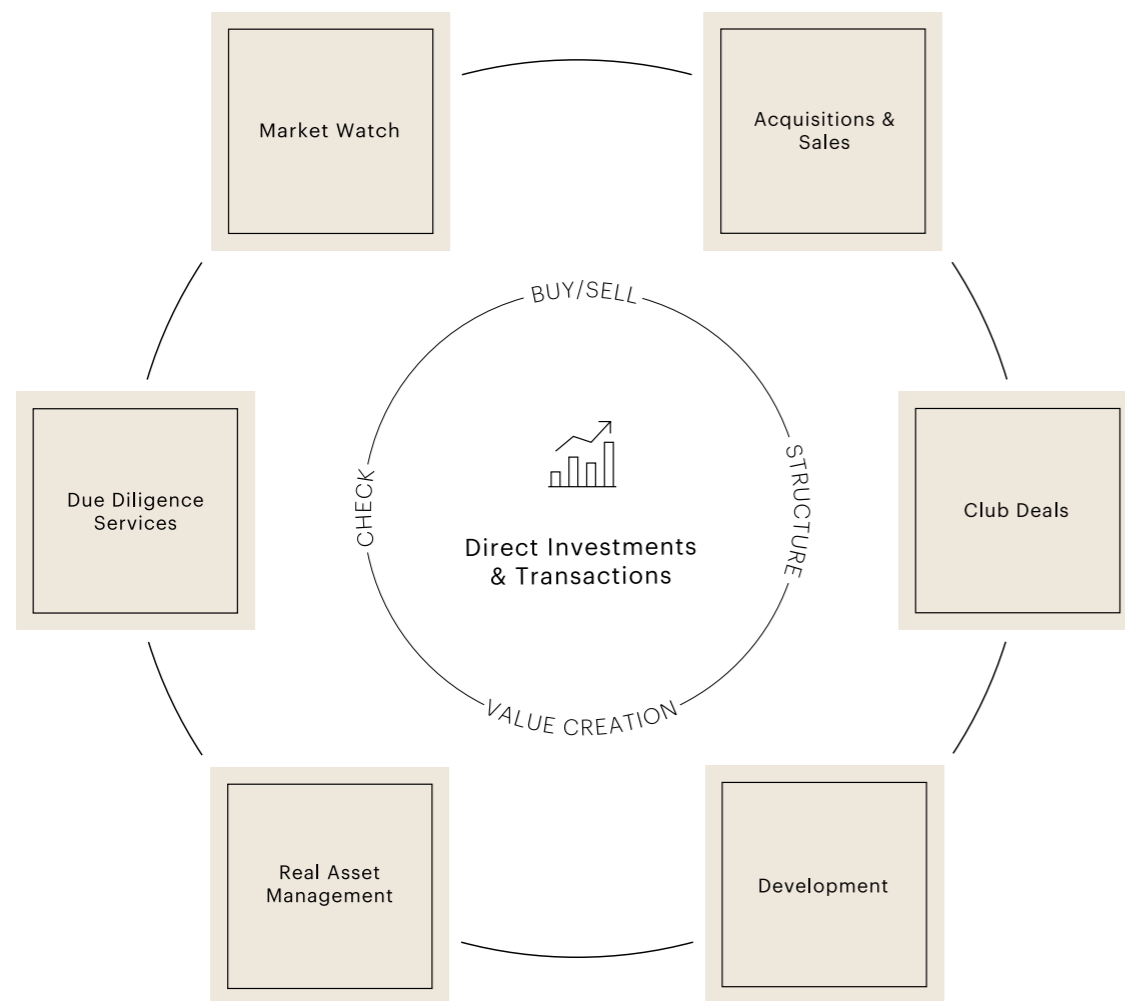 Market Watch
Acquisitions &
Sales
BUY/SELL
CHECK
STRUCTURE
Due Diligence
Services
Direct Investments
& Transactions
Club Deals
VALUE CREATION
Real Asset
Management
Development